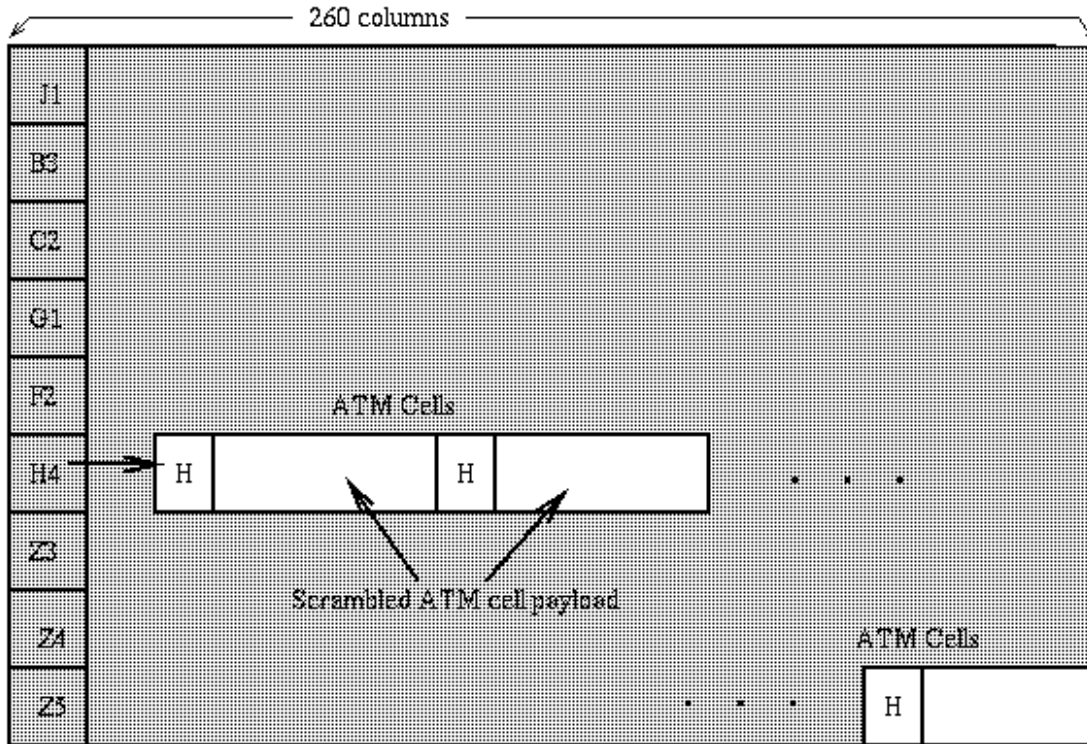 260 columns
J1
B3
C2
G1
F2
ATM Cells
H4 H H . . .
Z3
Scrambled ATM cell payload
Z4 ATM Cells
Z5 . . . H